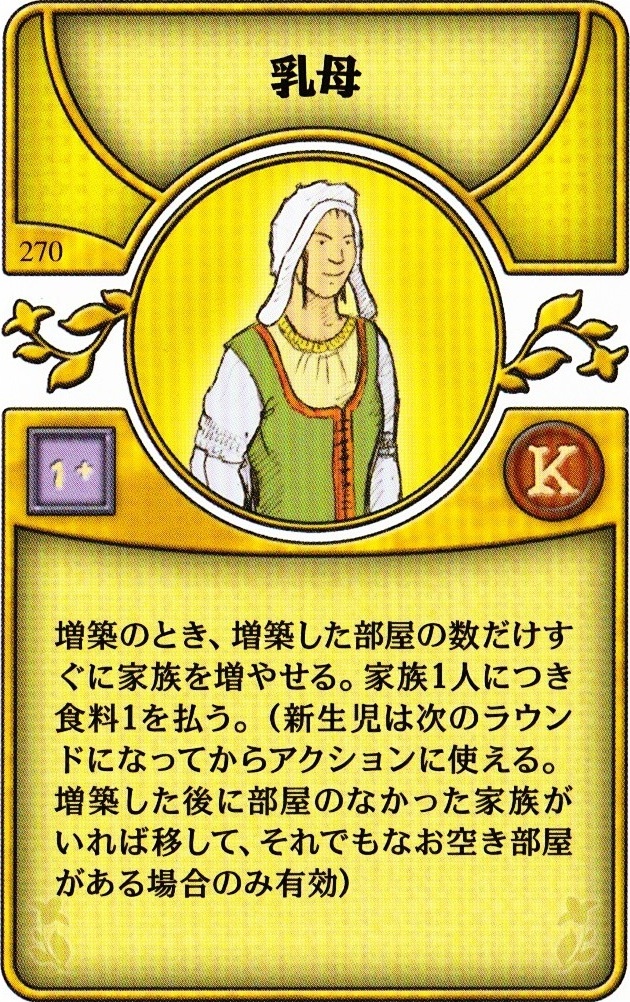 乳母
270
1+
K
増築のとき、増築した部屋の数だけす
ぐに家族を増やせる。家族1人につき
食料1を払う。(新生児は次のラウン
ドになってからアクションに使える。
増築した後に部屋のなかった家族が
いれば移して、それでもなお空き部屋
がある場合のみ有効)